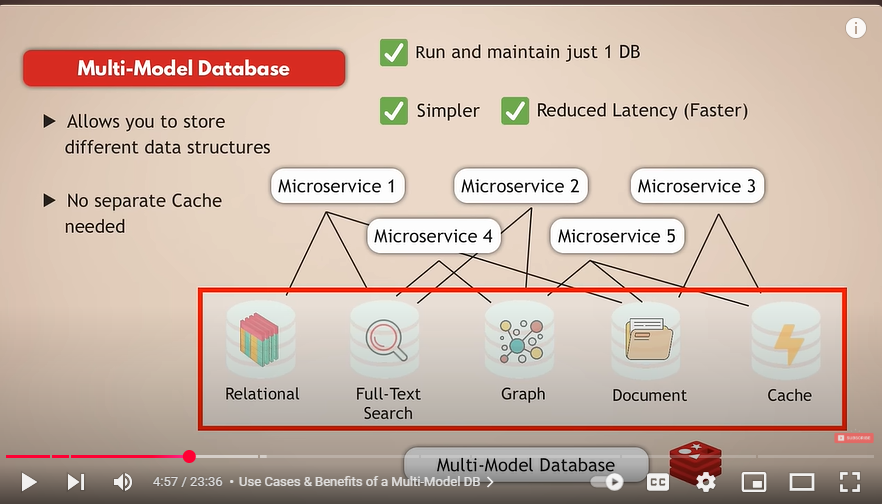 Multi-Model Database
✅ Run and maintain just 1 DB
✅ Simpler ✅ Reduced Latency (Faster)
▶ Allows you to store
different data structures
▶ No separate Cache
needed
Microservice 1
Microservice 2
Microservice 3
Microservice 4
Microservice 5
Relational
Full-Text
Search
Graph
Document
Cache
Multi-Model Database
SUBSCRIBE
4:57 / 23:36 • Use Cases & Benefits of a Multi-Model DB >
CC